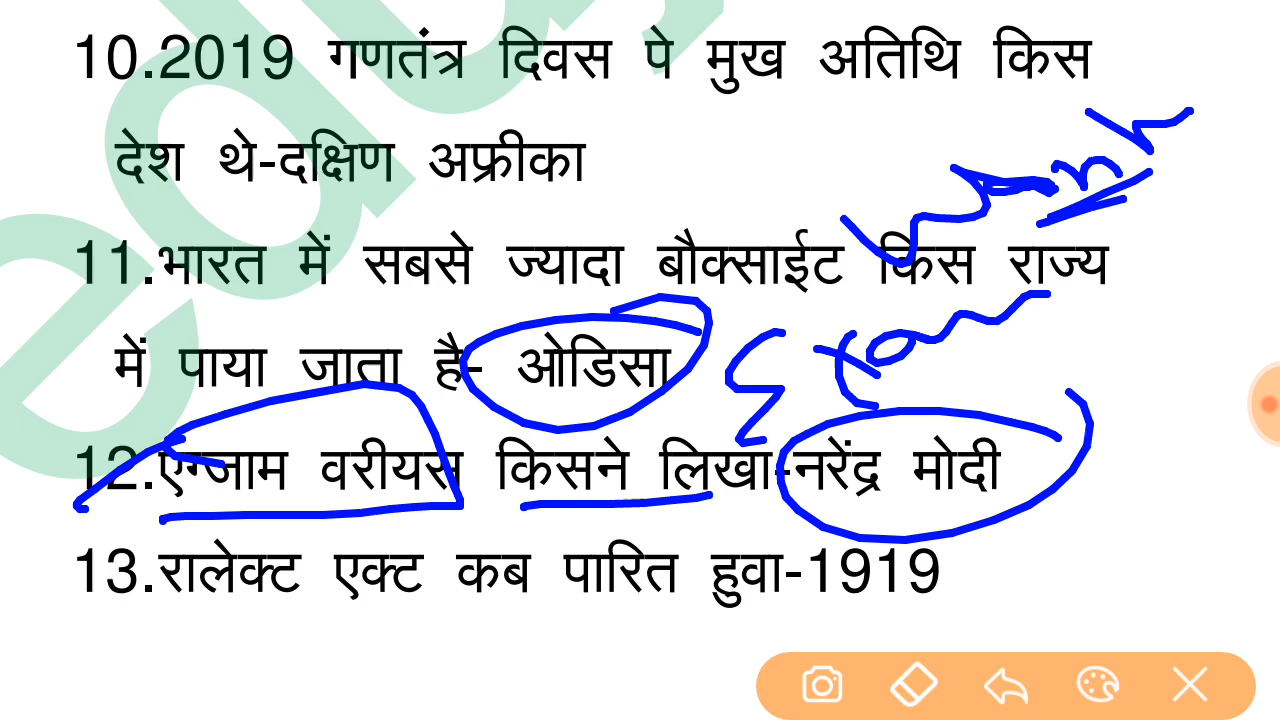 10.2019 गणतंत्र दिवस पे मुख अतिथि किस
देश थे-दक्षिण अफ्रीका
11.भारत में सबसे ज्यादा बौक्साईट किस राज्य
में पाया जाता है- ओडिसा
12.एग्जाम वरीयस किसने लिखा-नरेंद्र मोदी
13.रालेक्ट एक्ट कब पारित हुवा-1919